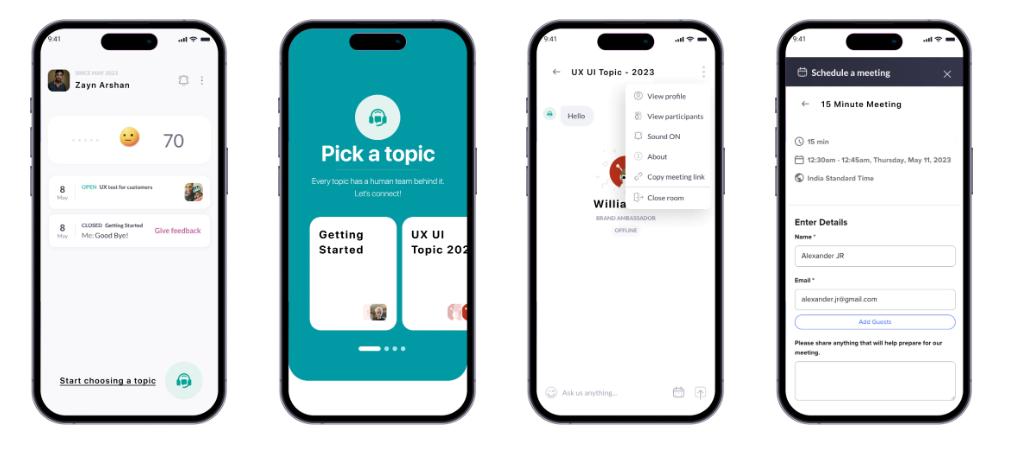 9:41
SINCE MAY 2023
Zayn Arshan
70
8
May
OPEN UX test for customers
8
May
CLOSED Getting Started
Me: Good Bye!
Give feedback
Start choosing a topic
Pick a topic
Every topic has a human team behind it.
Let's connect!
Getting
Started
UX UI
Topic 202
9:41
UX UI Topic - 2023
View profile
View participants
Sound ON
About
Copy meeting link
Close room
Hello
Willia
BRAND AMBASSADOR
OFFLINE
Ask us anything...
9:41
Schedule a meeting
15 Minute Meeting
15 min
12:30am - 12:45am, Thursday, May 11, 2023
India Standard Time
Enter Details
Name *
Alexander JR
Email *
alexander.jr@gmail.com
Add Guests
Please share anything that will help prepare for our
meeting.